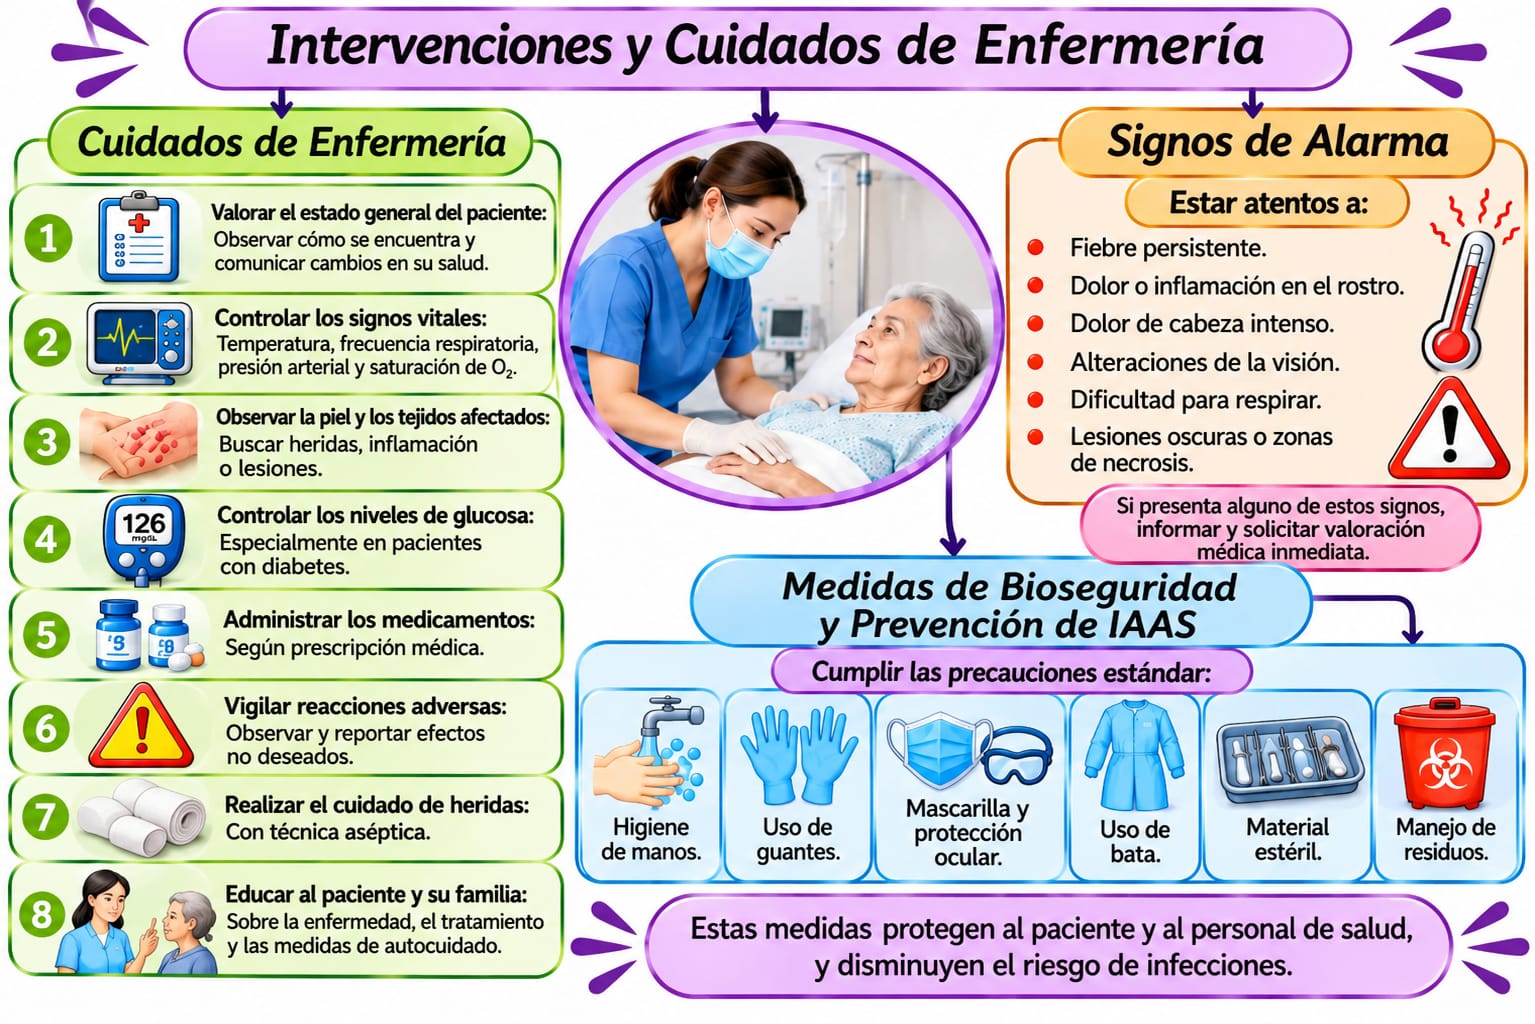 Intervenciones y Cuidados de Enfermería
Cuidados de Enfermería
1
Valorar el estado general del paciente:
Observar cómo se encuentra y
comunicar cambios en su salud.
2
Controlar los signos vitales:
Temperatura, frecuencia respiratoria,
presión arterial y saturación de O₂.
3
Observar la piel y los tejidos afectados:
Buscar heridas, inflamación
o lesiones.
4
126
Controlar los niveles de glucosa:
Especialmente en pacientes
con diabetes.
5
Administrar los medicamentos:
Según prescripción médica.
6
Vigilar reacciones adversas:
Observar y reportar efectos
no deseados.
7
Realizar el cuidado de heridas:
Con técnica aséptica.
8
Educar al paciente y su familia:
Sobre la enfermedad, el tratamiento
y las medidas de autocuidado.
Signos de Alarma
Estar atentos a:
Fiebre persistente.
Dolor o inflamación en el rostro.
Dolor de cabeza intenso.
Alteraciones de la visión.
Dificultad para respirar.
Lesiones oscuras o zonas
de necrosis.
Si presenta alguno de estos signos,
informar y solicitar valoración
médica inmediata.
Medidas de Bioseguridad
y Prevención de IAAS
Cumplir las precauciones estándar:
Higiene
de manos.
Uso de
guantes.
Mascarilla y
protección
ocular.
Uso de
bata.
Material
estéril.
Manejo de
residuos.
Estas medidas protegen al paciente y al personal de salud,
y disminuyen el riesgo de infecciones.